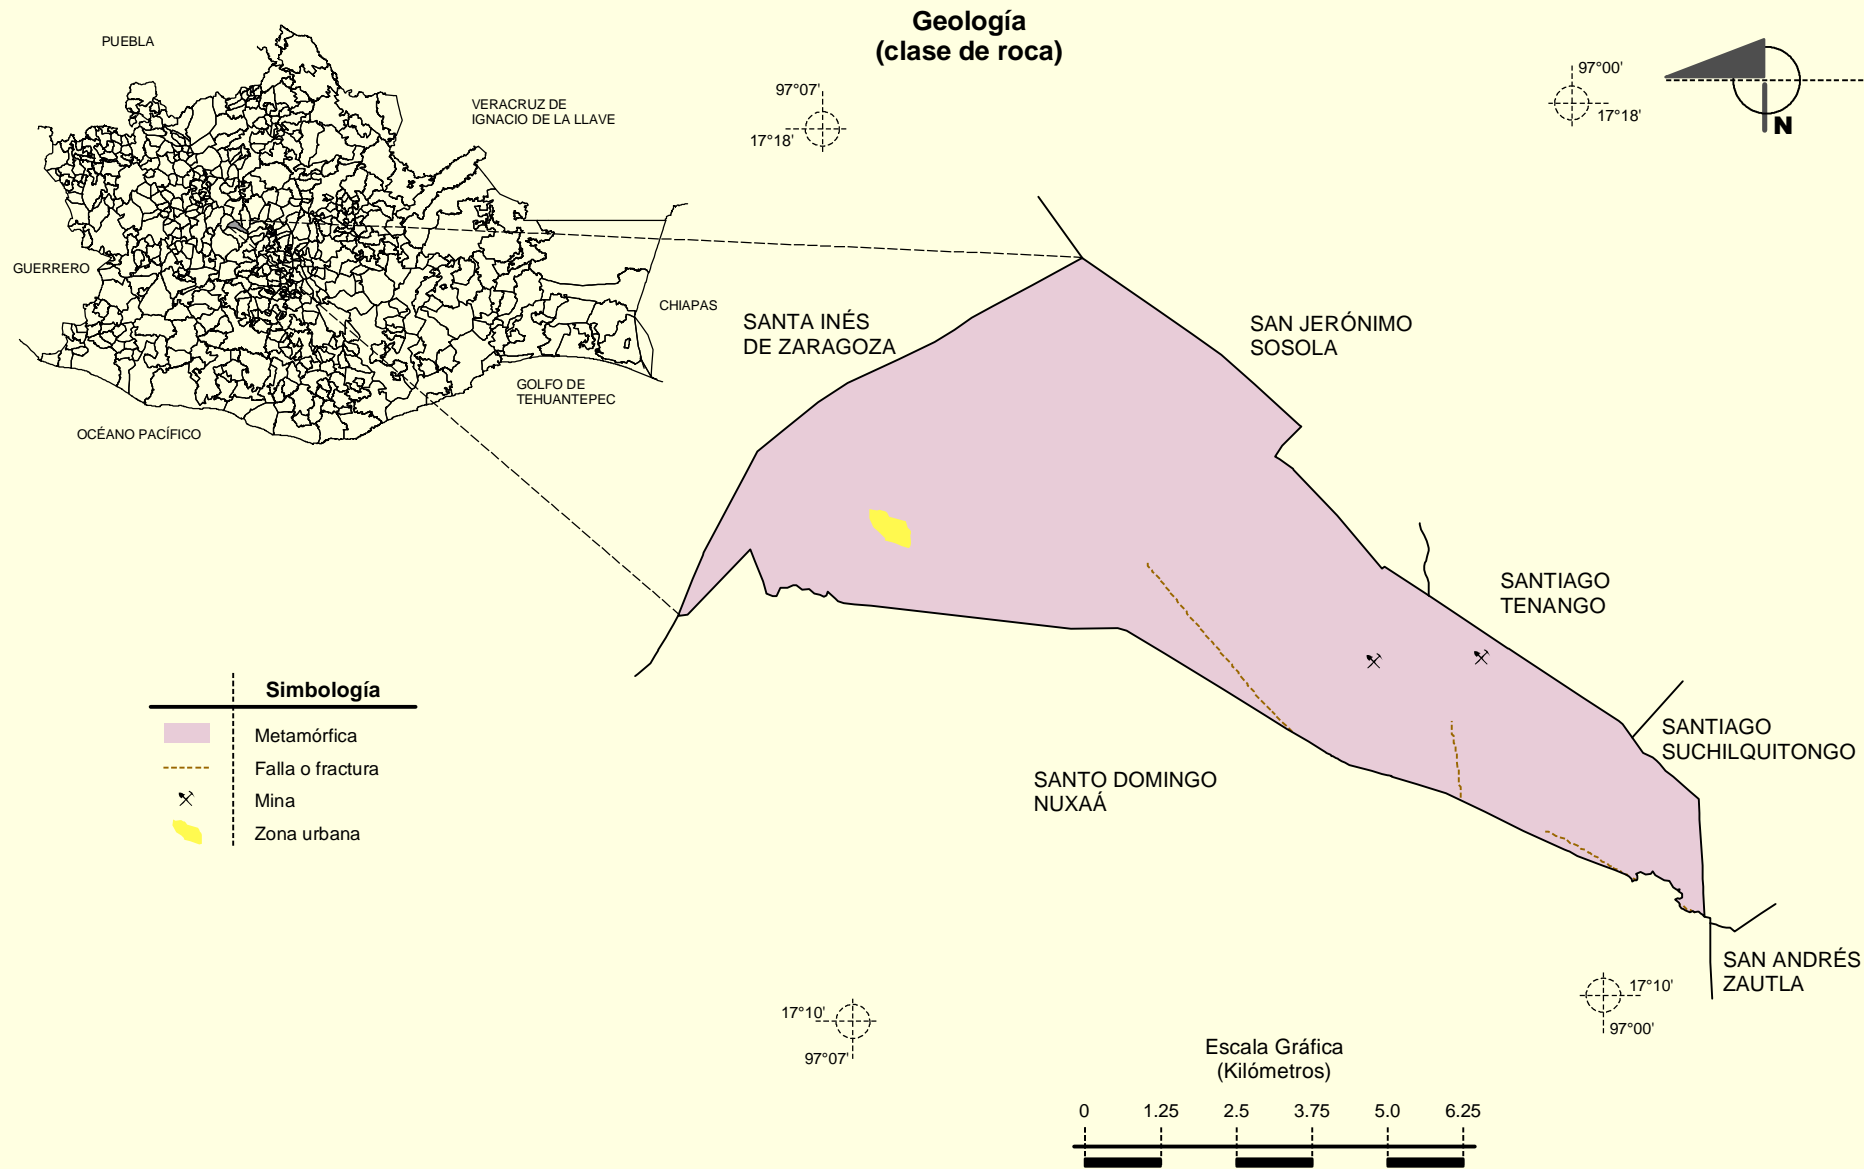 Geología
(clase de roca)
PUEBLA
VERACRUZ DE
IGNACIO DE LA LLAVE
GUERRERO
CHIAPAS
GOLFO DE
TEHUANTEPEC
OCÉANO PACÍFICO
97°07'
17°18'
97°00'
17°18'
N
SANTA INÉS
DE ZARAGOZA
SAN JERÓNIMO
SOSOLA
SANTIAGO
TENANGO
SANTIAGO
SUCHILQUITONGO
SANTO DOMINGO
NUXAÁ
SAN ANDRÉS
ZAUTLA
Simbología
Metamórfica
Falla o fractura
Mina
Zona urbana
17°10'
97°07'
17°10'
97°00'
Escala Gráfica
(Kilómetros)
0 1.25 2.5 3.75 5.0 6.25